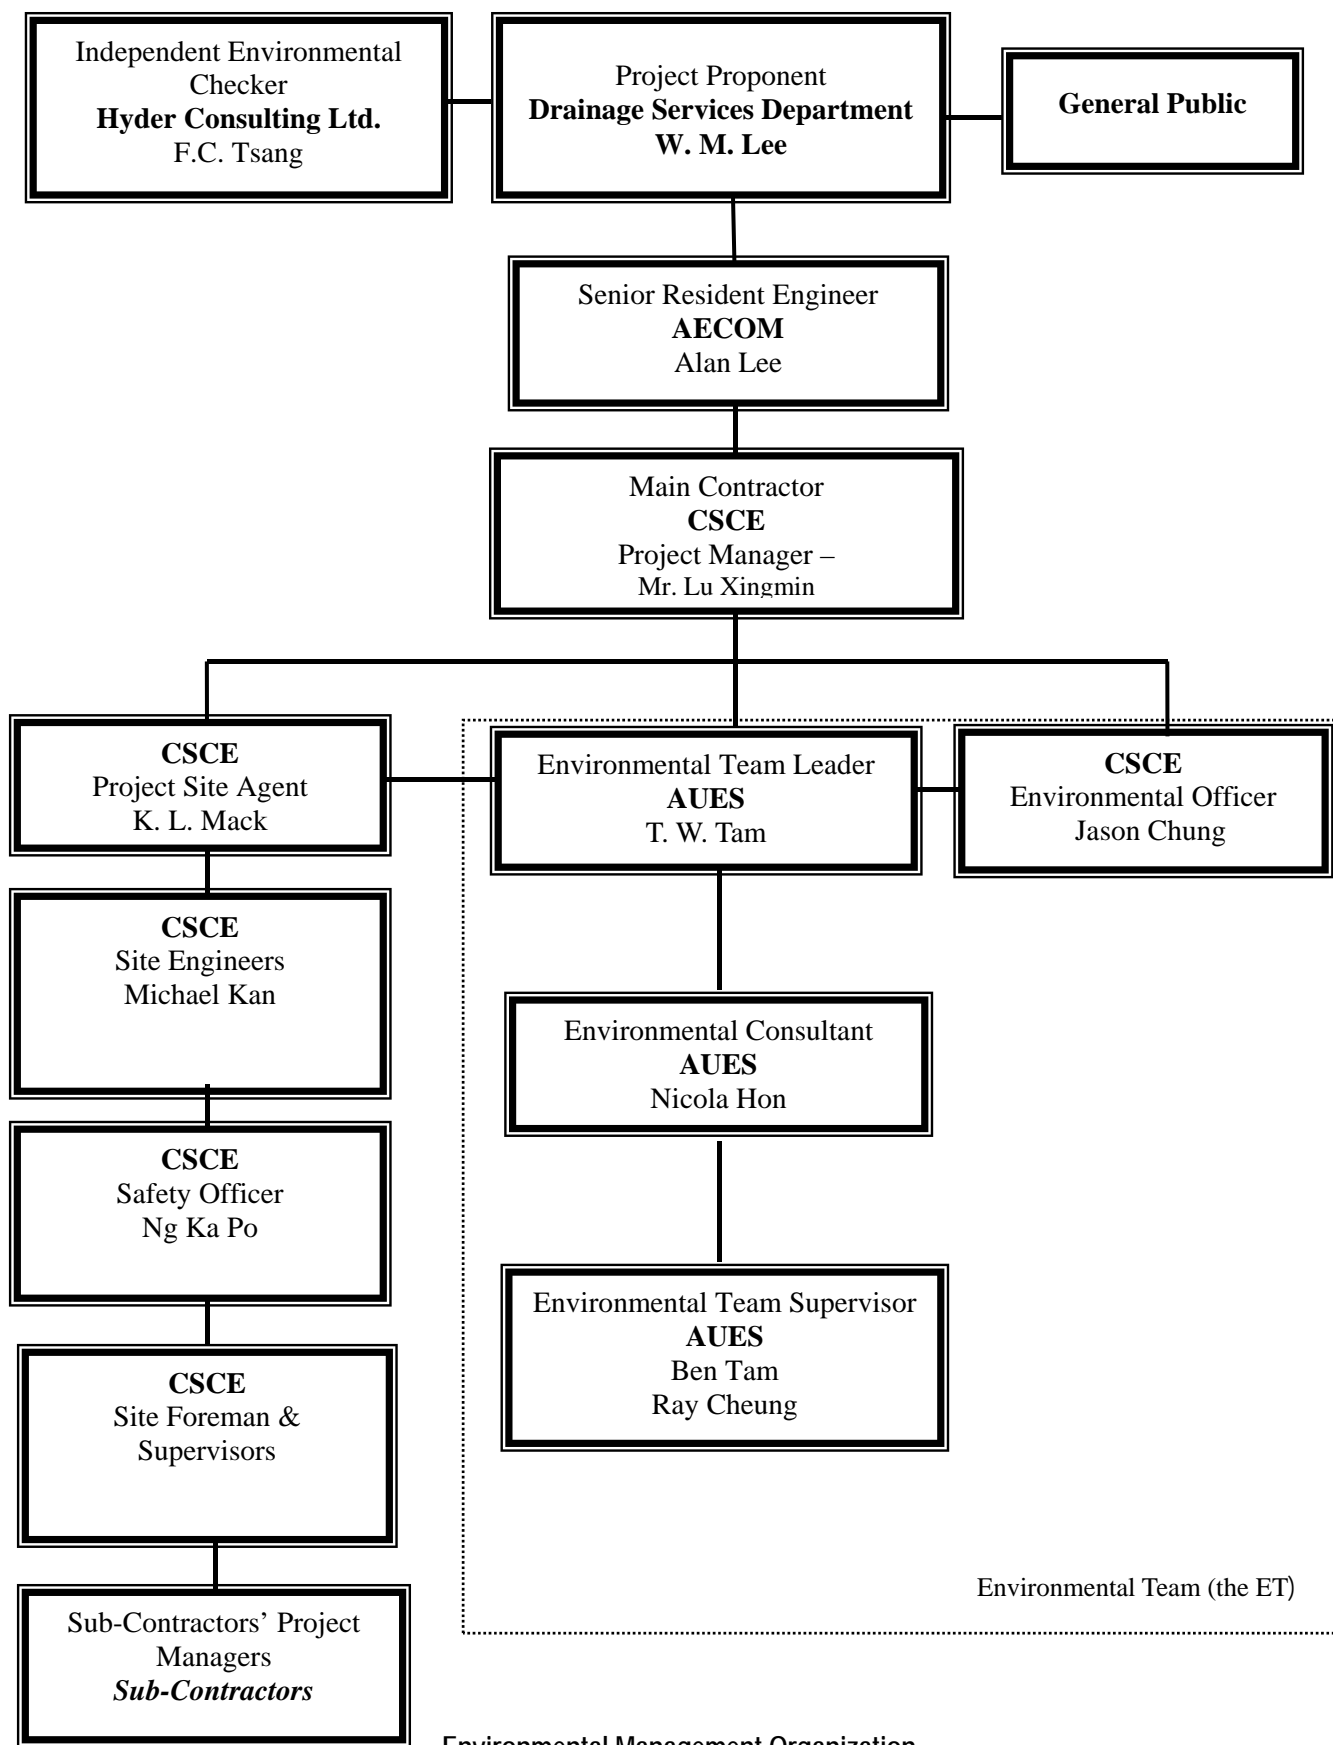 Independent Environmental
Checker
Hyder Consulting Ltd.
F.C. Tsang
Project Proponent
Drainage Services Department
W. M. Lee
General Public
Senior Resident Engineer
AECOM
Alan Lee
Main Contractor
CSCE
Project Manager –
Mr. Lu Xingmin
CSCE
Project Site Agent
K. L. Mack
Environmental Team Leader
AUES
T. W. Tam
CSCE
Environmental Officer
Jason Chung
CSCE
Site Engineers
Michael Kan
Environmental Consultant
AUES
Nicola Hon
CSCE
Safety Officer
Ng Ka Po
Environmental Team Supervisor
AUES
Ben Tam
Ray Cheung
CSCE
Site Foreman &
Supervisors
Environmental Team (the ET)
Sub-Contractors’ Project
Managers
Sub-Contractors
Environmental Management Organization